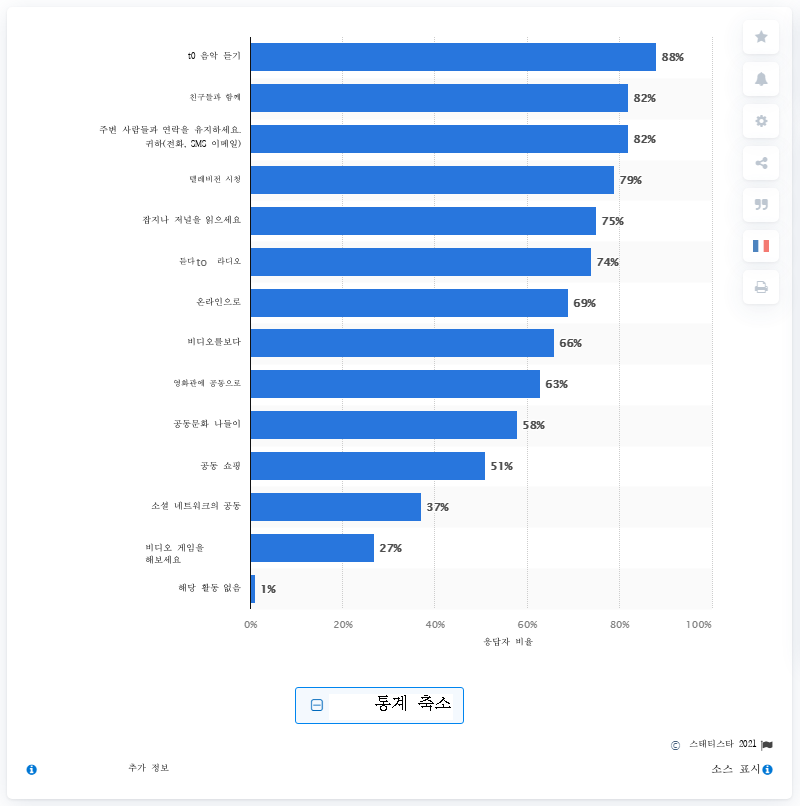 t0 음악 듣기
88%
친구들과 함께
82%
주변 사람들과 연락을 유지하세요.
귀하(전화, SMS 이메일)
82%
텔레비전 시청
79%
잡지나 저널을 읽으세요
75%
듣다 to 라디오
74%
온라인으로
69%
비디오를보다
66%
영화관에 공동으로
63%
공동문화 나들이
58%
공동 쇼핑
51%
소셜 네트워크의 공동
37%
비디오 게임을
해보세요
27%
해당 활동 없음
1%
0% 20% 40% 60% 80% 100%
응답자 비율
통계 축소
© 스태티스타 2021
추가 정보
소스 표시